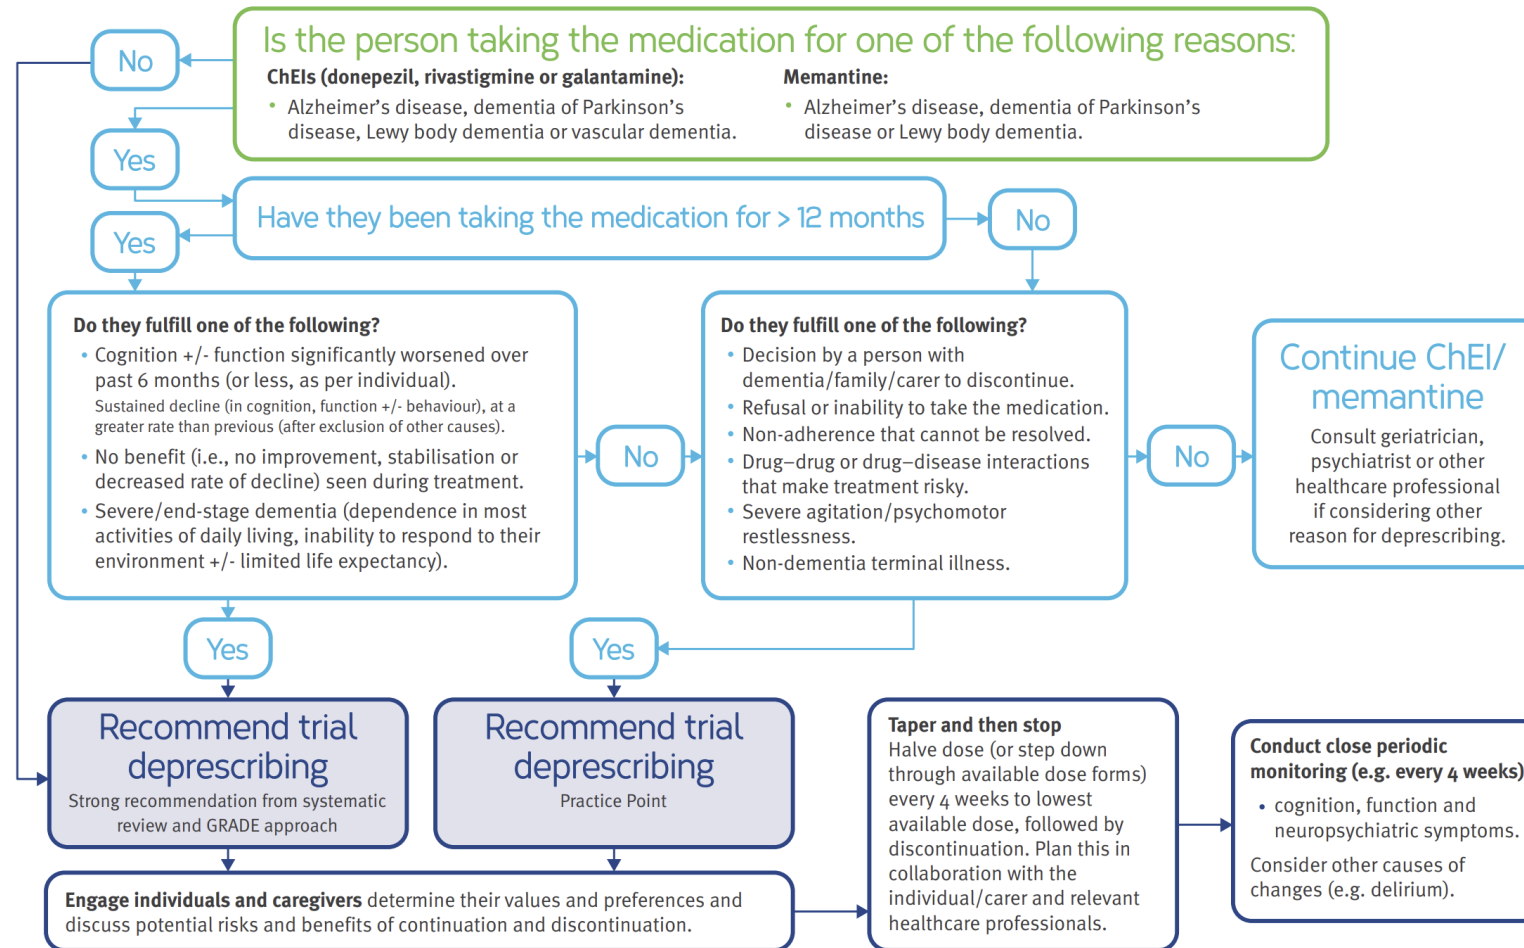 Is the person taking the medication for one of the following reasons:
ChEIs (donepezil, rivastigmine or galantamine):
• Alzheimer's disease, dementia of Parkinson's
disease, Lewy body dementia or vascular dementia.
Memantine:
• Alzheimer's disease, dementia of Parkinson's
disease or Lewy body dementia.
No
Yes
Have they been taking the medication for > 12 months
Yes
No
Do they fulfill one of the following?
• Cognition +/- function significantly worsened over
past 6 months (or less, as per individual).
Sustained decline (in cognition, function +/- behaviour), at a
greater rate than previous (after exclusion of other causes).
• No benefit (i.e., no improvement, stabilisation or
decreased rate of decline) seen during treatment.
• Severe/end-stage dementia (dependence in most
activities of daily living, inability to respond to their
environment +/- limited life expectancy).
No
Do they fulfill one of the following?
• Decision by a person with
dementia/family/carer to discontinue.
• Refusal or inability to take the medication.
• Non-adherence that cannot be resolved.
• Drug–drug or drug–disease interactions
that make treatment risky.
• Severe agitation/psychomotor
restlessness.
• Non-dementia terminal illness.
No
Continue ChEI/
memantine
Consult geriatrician,
psychiatrist or other
healthcare professional
if considering other
reason for deprescribing.
Yes
Yes
Recommend trial
deprescribing
Strong recommendation from systematic
review and GRADE approach
Recommend trial
deprescribing
Practice Point
Engage individuals and caregivers determine their values and preferences and
discuss potential risks and benefits of continuation and discontinuation.
Taper and then stop
Halve dose (or step down
through available dose forms)
every 4 weeks to lowest
available dose, followed by
discontinuation. Plan this in
collaboration with the
individual/carer and relevant
healthcare professionals.
Conduct close periodic
monitoring (e.g. every 4 weeks)
• cognition, function and
neuropsychiatric symptoms.
Consider other causes of
changes (e.g. delirium).